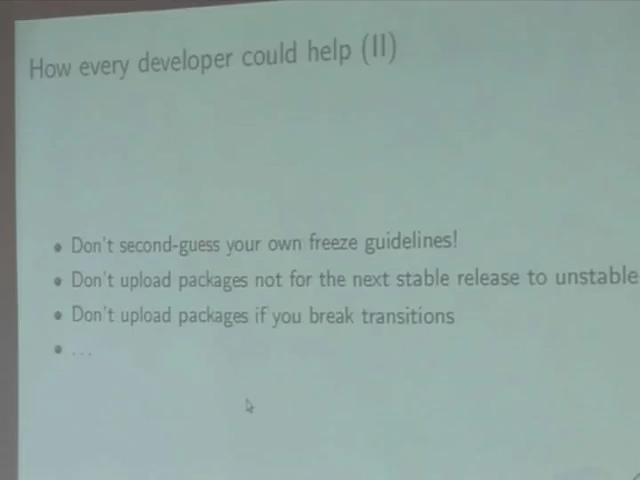 How every developer could help (II)
• Don't second-guess your own freeze guidelines!
• Don't upload packages not for the next stable release to unstable
• Don't upload packages if you break transitions
• ...